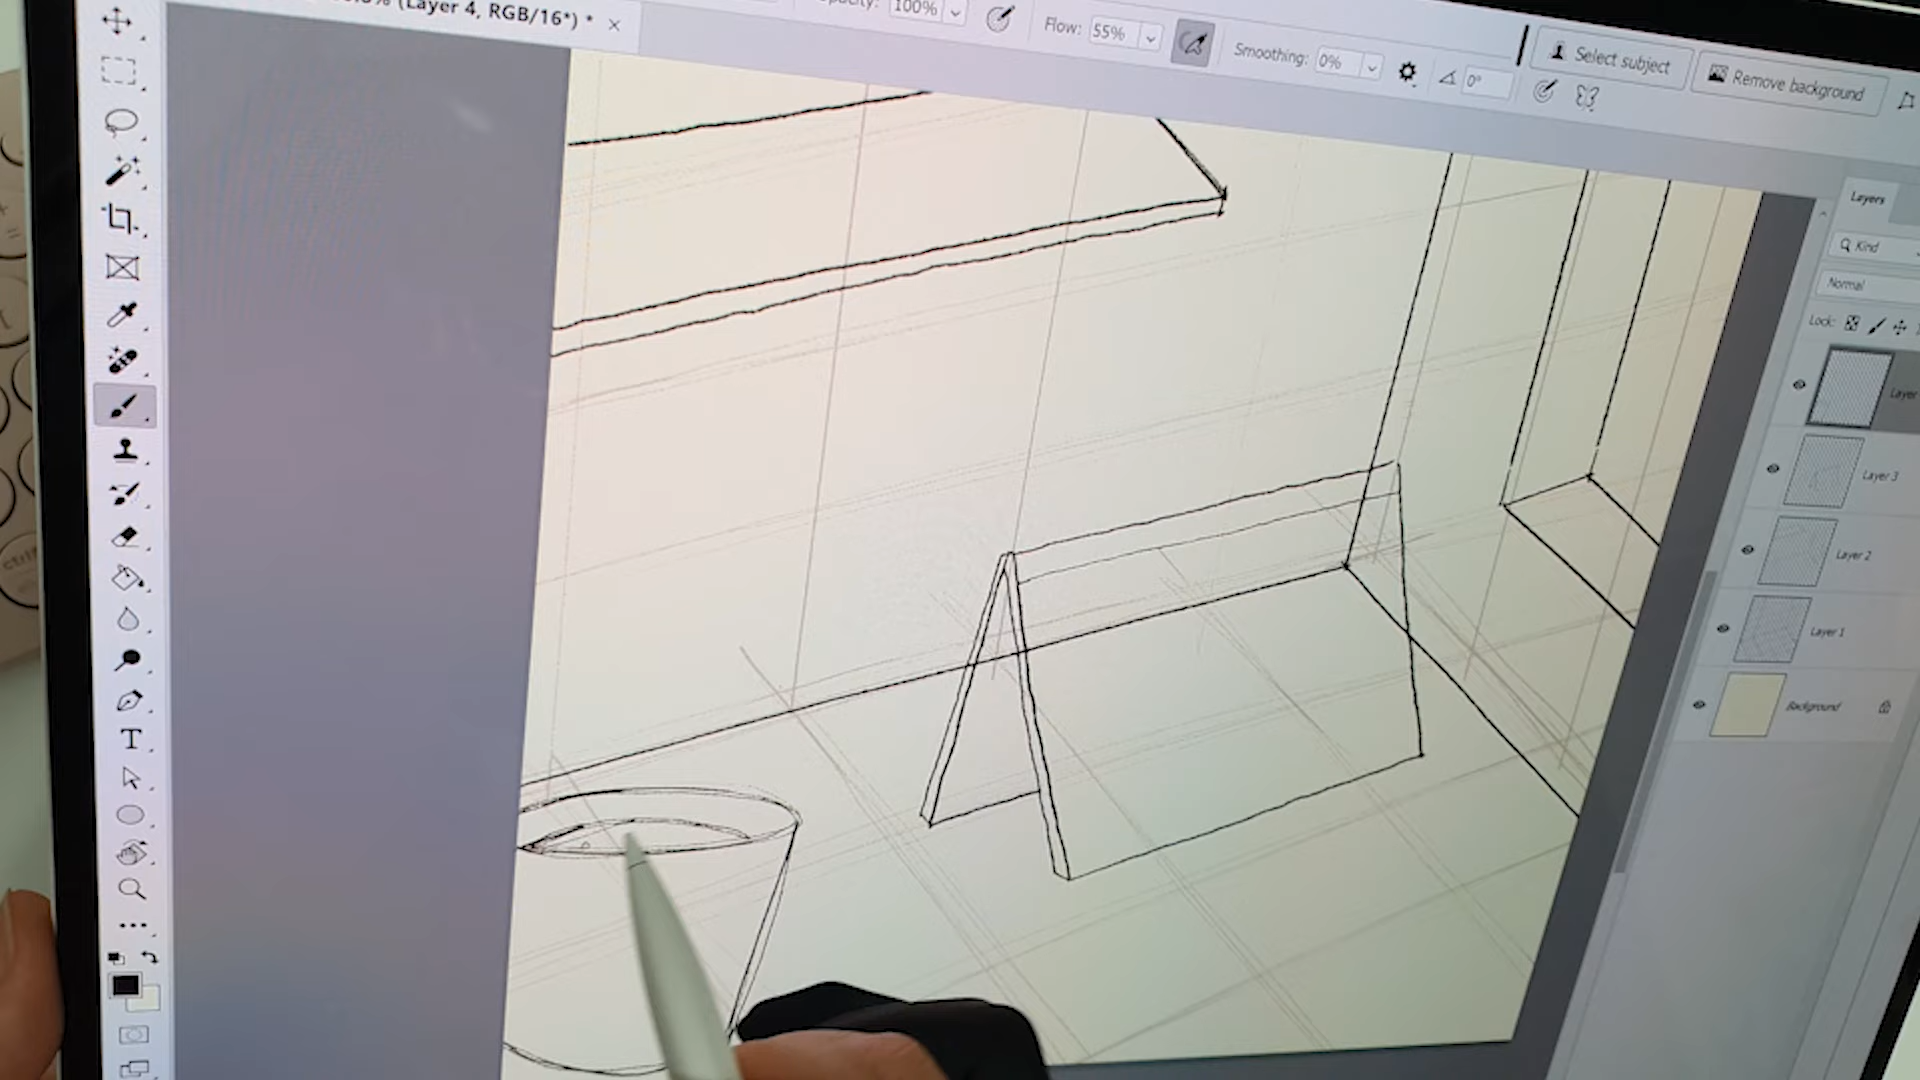 (Layer 4, RGB/16*) * ×
100%
Flow: 55%
Smoothing: 0%
0°
Select subject
Remove background
Layers
Kind
Normal
Lock:
Layer
Layer 3
Layer 2
Layer 1
Background